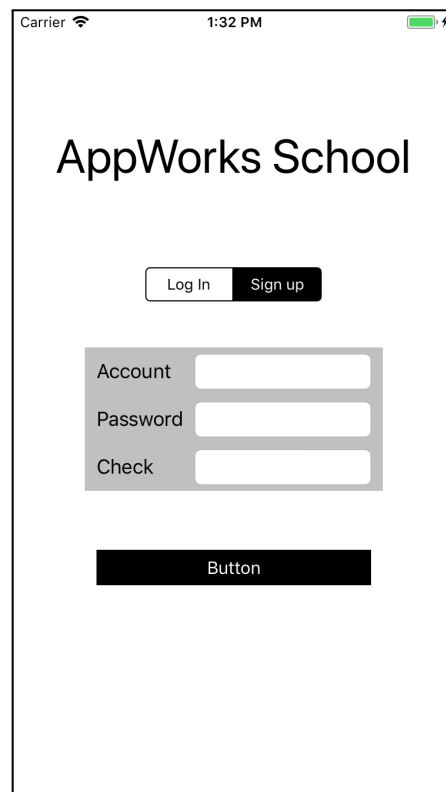 Carrier 1:32 PM
AppWorks School
Log In Sign up
Account
Password
Check
Button